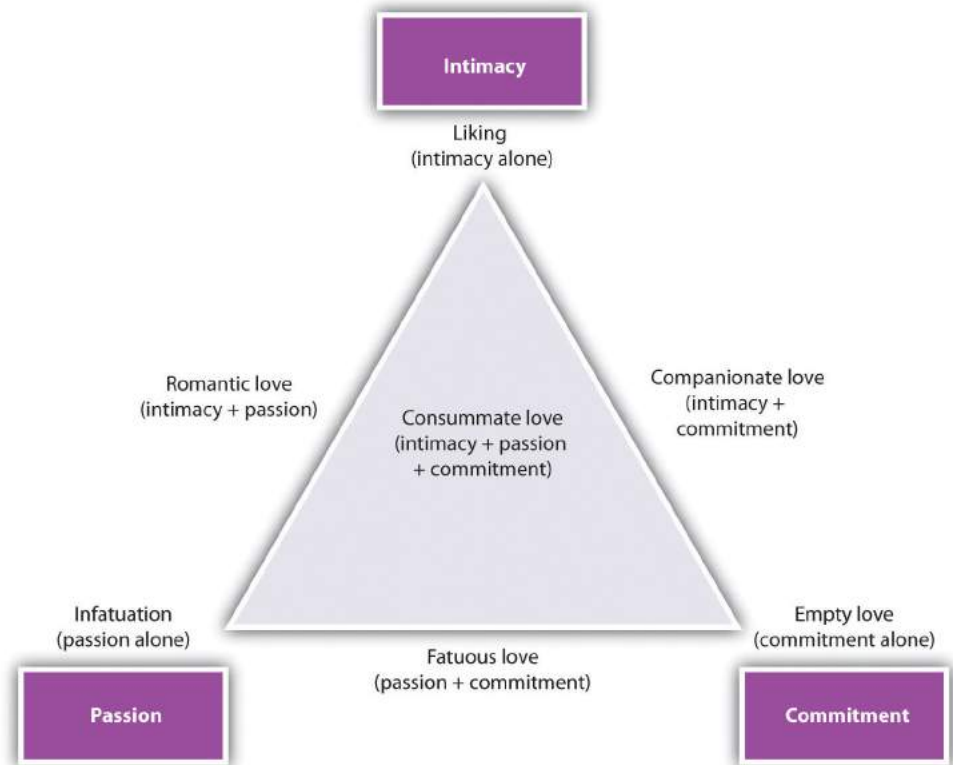 Intimacy
Liking
(intimacy alone)
Romantic love
(intimacy + passion)
Companionate love
(intimacy +
commitment)
Consummate love
(intimacy + passion
+ commitment)
Infatuation
(passion alone)
Empty love
(commitment alone)
Fatuous love
(passion + commitment)
Passion
Commitment